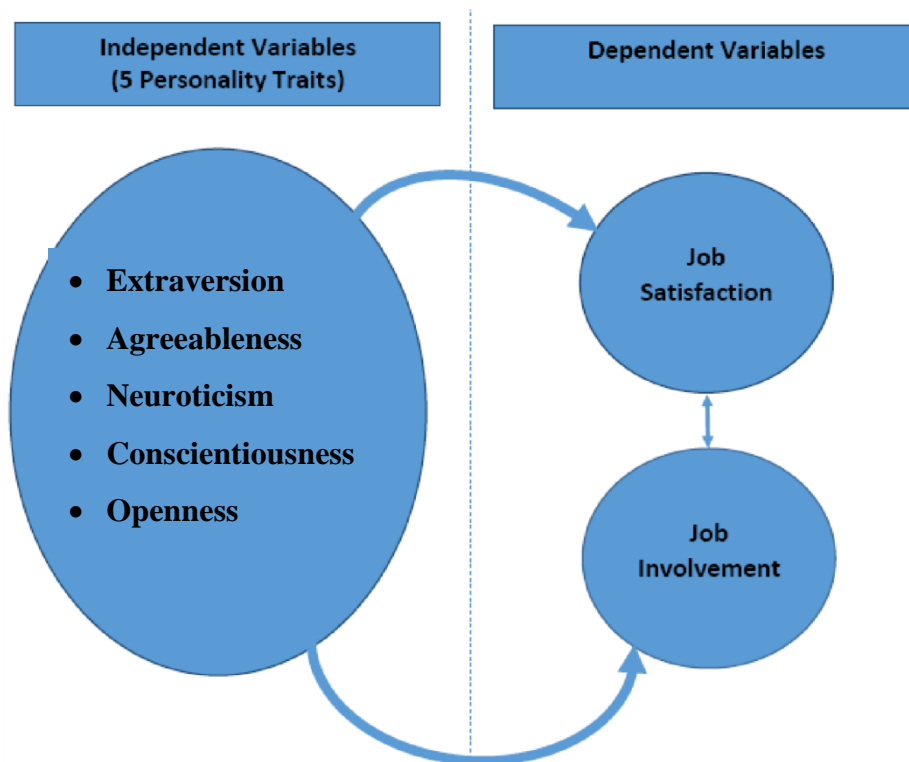 Independent Variables
(5 Personality Traits)
Dependent Variables
• Extraversion
• Agreeableness
• Neuroticism
• Conscientiousness
• Openness
Job
Satisfaction
Job
Involvement